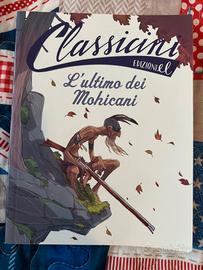 Classicini
EDIZIONI EL
L'ultimo dei
Mohicani